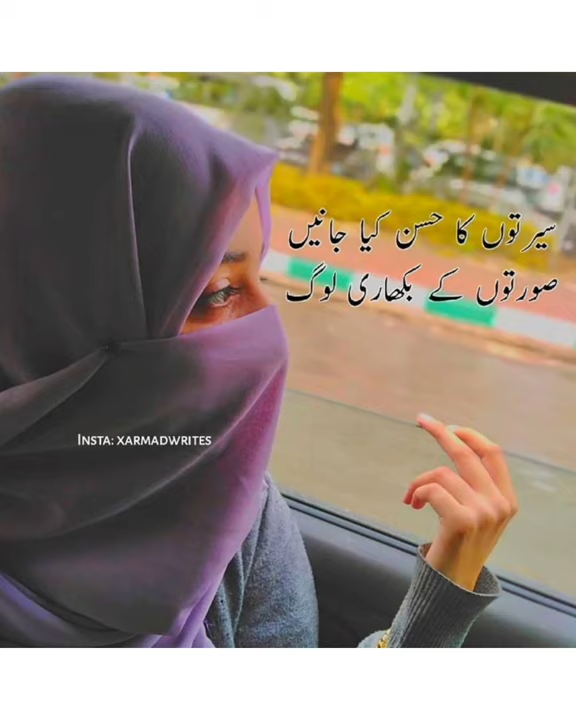 سیرتوں کا حسن کیا جانیں
صورتوں کے بکھاری لوگ
INSTA: XARMADWRITES